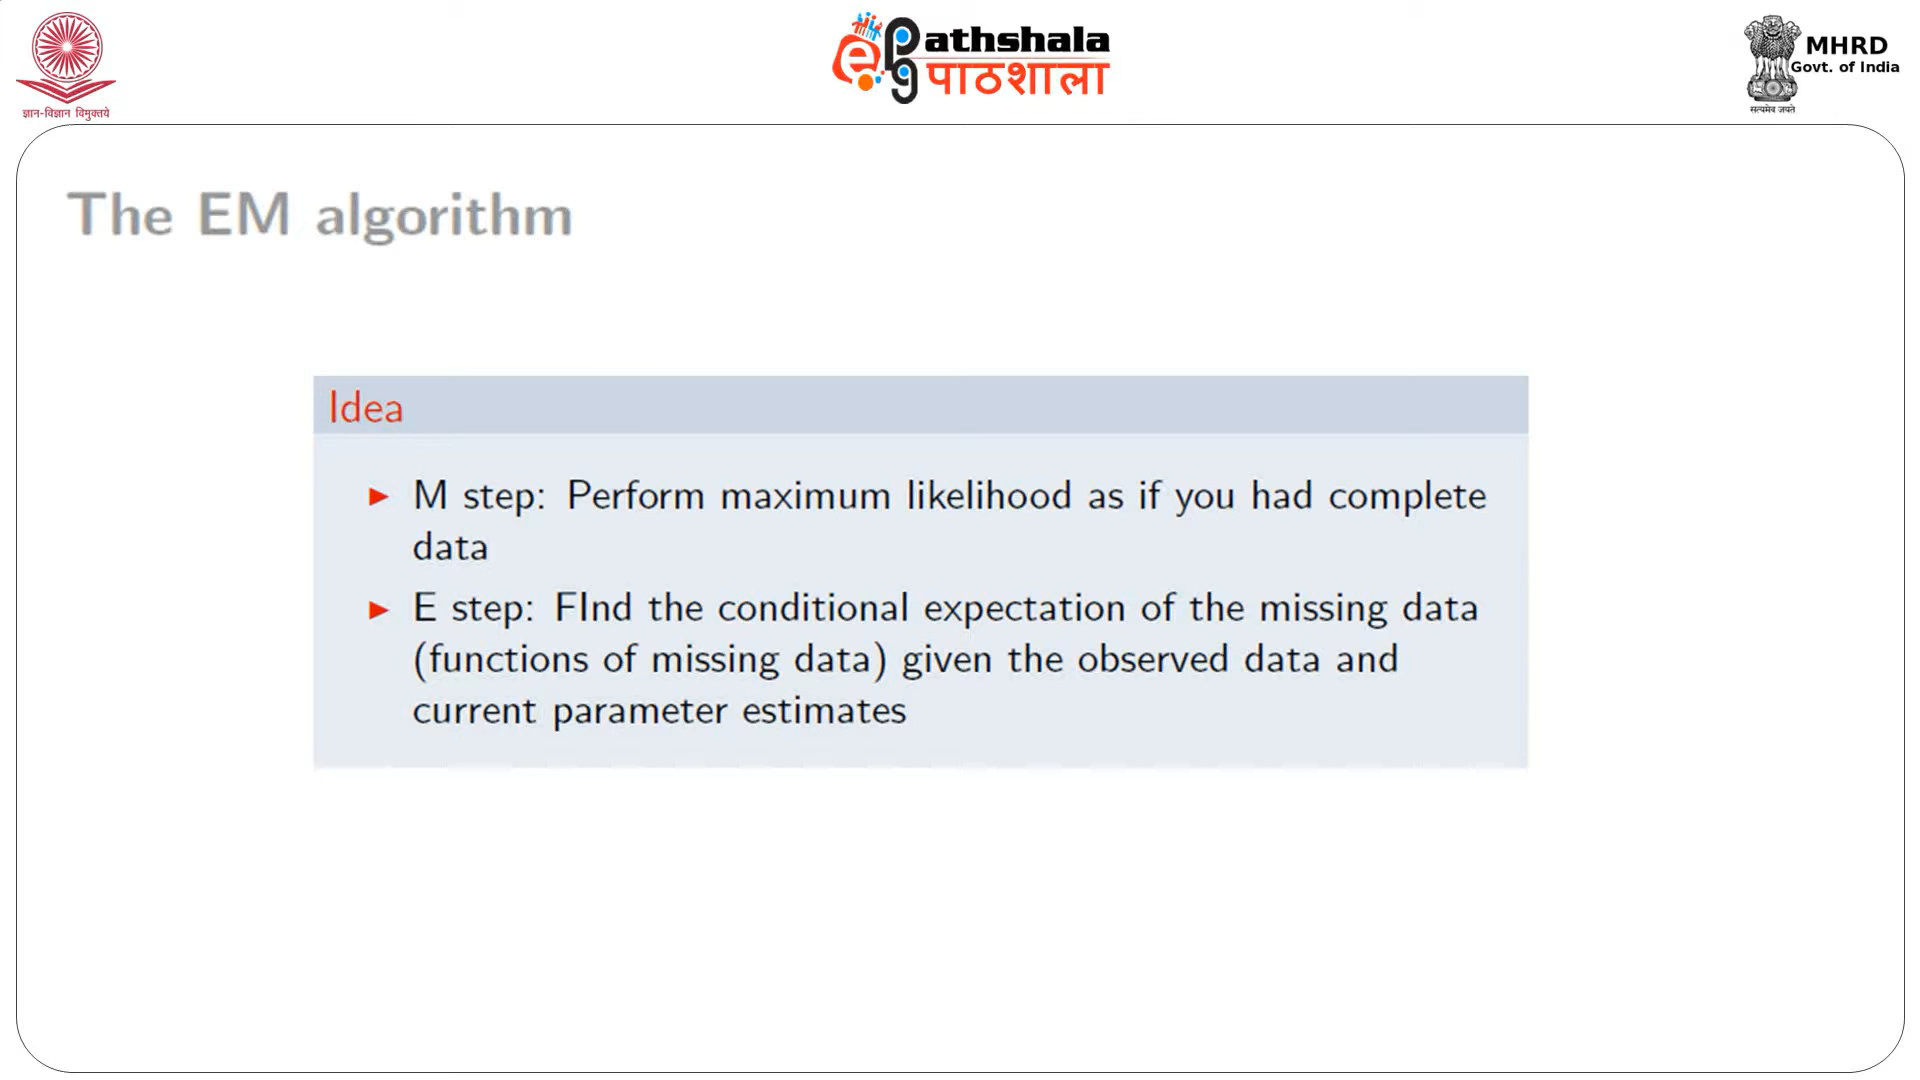 ज्ञान-विज्ञान विमुक्तये
ePG athshala
पाठशाला
MHRD
Govt. of India
सत्यमेव जयते
The EM algorithm
Idea
M step: Perform maximum likelihood as if you had complete
data
E step: FInd the conditional expectation of the missing data
(functions of missing data) given the observed data and
current parameter estimates